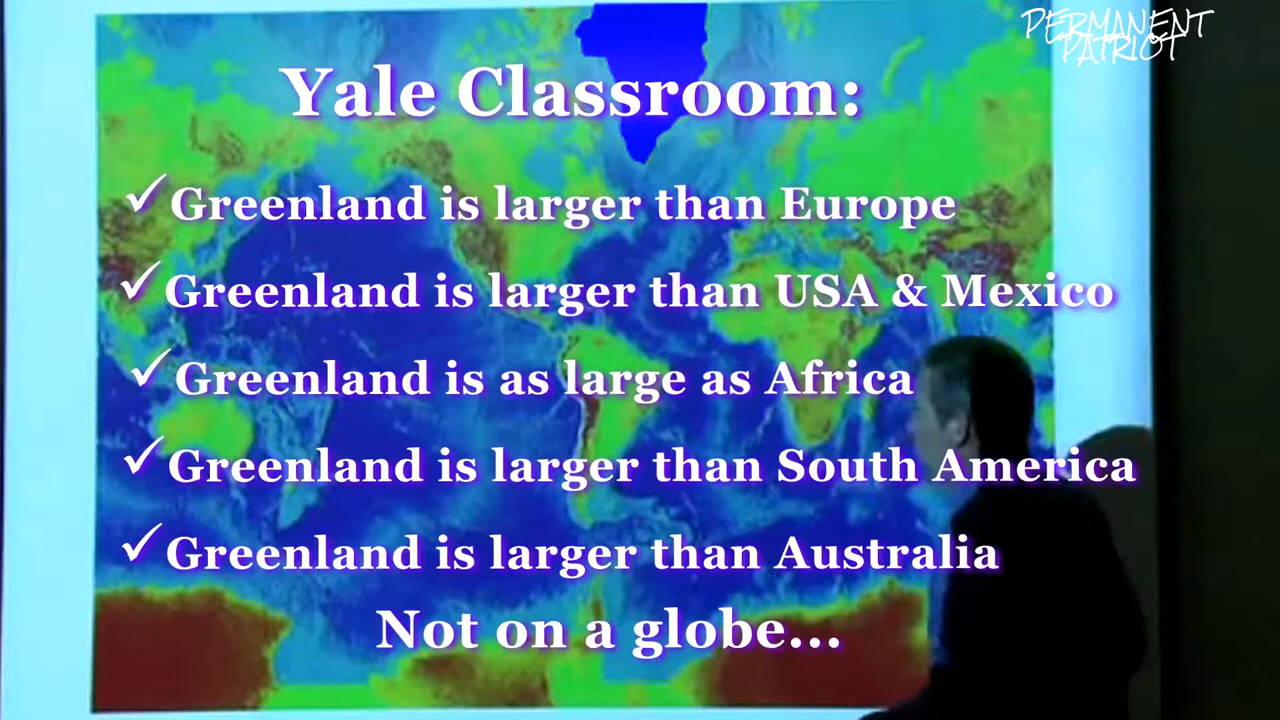 PERMANENT
PATRIOT
Yale Classroom:
✓Greenland is larger than Europe
✓Greenland is larger than USA & Mexico
✓Greenland is as large as Africa
✓Greenland is larger than South America
✓Greenland is larger than Australia
Not on a globe...